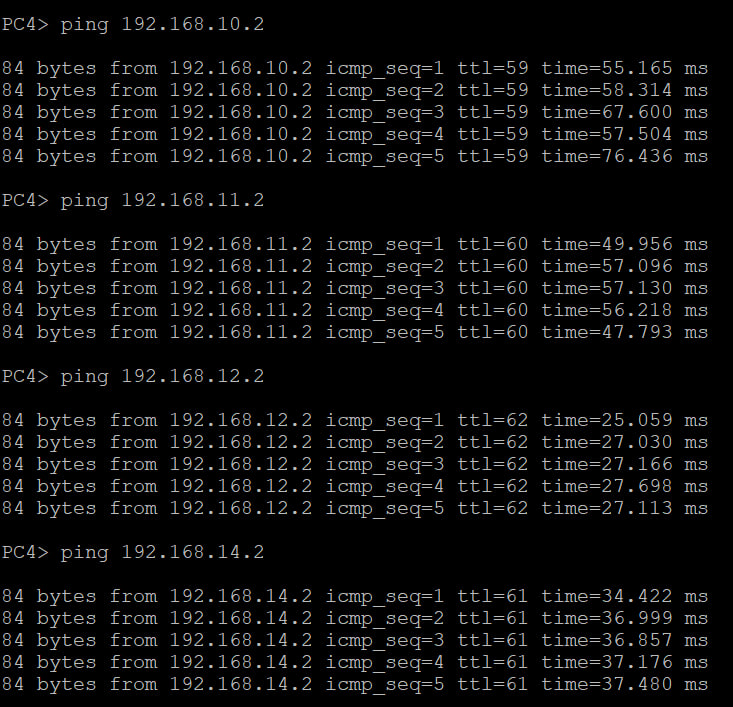 PC4> ping 192.168.10.2
84 bytes from 192.168.10.2 icmp_seq=1 ttl=59 time=55.165 ms
84 bytes from 192.168.10.2 icmp_seq=2 ttl=59 time=58.314 ms
84 bytes from 192.168.10.2 icmp_seq=3 ttl=59 time=67.600 ms
84 bytes from 192.168.10.2 icmp_seq=4 ttl=59 time=57.504 ms
84 bytes from 192.168.10.2 icmp_seq=5 ttl=59 time=76.436 ms
PC4> ping 192.168.11.2
84 bytes from 192.168.11.2 icmp_seq=1 ttl=60 time=49.956 ms
84 bytes from 192.168.11.2 icmp_seq=2 ttl=60 time=57.096 ms
84 bytes from 192.168.11.2 icmp_seq=3 ttl=60 time=57.130 ms
84 bytes from 192.168.11.2 icmp_seq=4 ttl=60 time=56.218 ms
84 bytes from 192.168.11.2 icmp_seq=5 ttl=60 time=47.793 ms
PC4> ping 192.168.12.2
84 bytes from 192.168.12.2 icmp_seq=1 ttl=62 time=25.059 ms
84 bytes from 192.168.12.2 icmp_seq=2 ttl=62 time=27.030 ms
84 bytes from 192.168.12.2 icmp_seq=3 ttl=62 time=27.166 ms
84 bytes from 192.168.12.2 icmp_seq=4 ttl=62 time=27.698 ms
84 bytes from 192.168.12.2 icmp_seq=5 ttl=62 time=27.113 ms
PC4> ping 192.168.14.2
84 bytes from 192.168.14.2 icmp_seq=1 ttl=61 time=34.422 ms
84 bytes from 192.168.14.2 icmp_seq=2 ttl=61 time=36.999 ms
84 bytes from 192.168.14.2 icmp_seq=3 ttl=61 time=36.857 ms
84 bytes from 192.168.14.2 icmp_seq=4 ttl=61 time=37.176 ms
84 bytes from 192.168.14.2 icmp_seq=5 ttl=61 time=37.480 ms